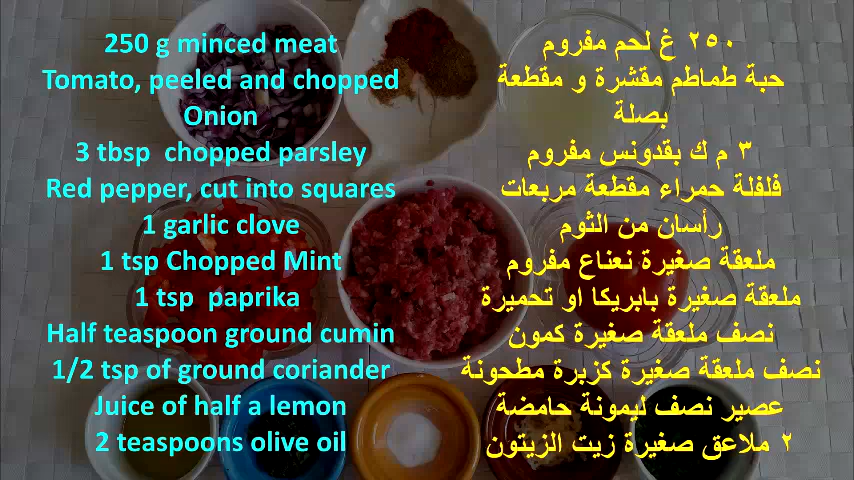 250 g minced meat
Tomato, peeled and chopped
Onion
3 tbsp chopped parsley
Red pepper, cut into squares
1 garlic clove
1 tsp Chopped Mint
1 tsp paprika
Half teaspoon ground cumin
1/2 tsp of ground coriander
Juice of half a lemon
2 teaspoons olive oil
٢٥٠ غ لحم مفروم
حبة طماطم مقشرة و مقطعة
بصلة
٣ م ك بقدونس مفروم
فلفلة حمراء مقطعة مربعات
رأسان من الثوم
ملعقة صغيرة نعناع مفروم
ملعقة صغيرة بابريكا او تحميرة
نصف ملعقة صغيرة كمون
نصف ملعقة صغيرة كزبرة مطحونة
عصير نصف ليمونة حامضة
٢ ملاعق صغيرة زيت الزيتون